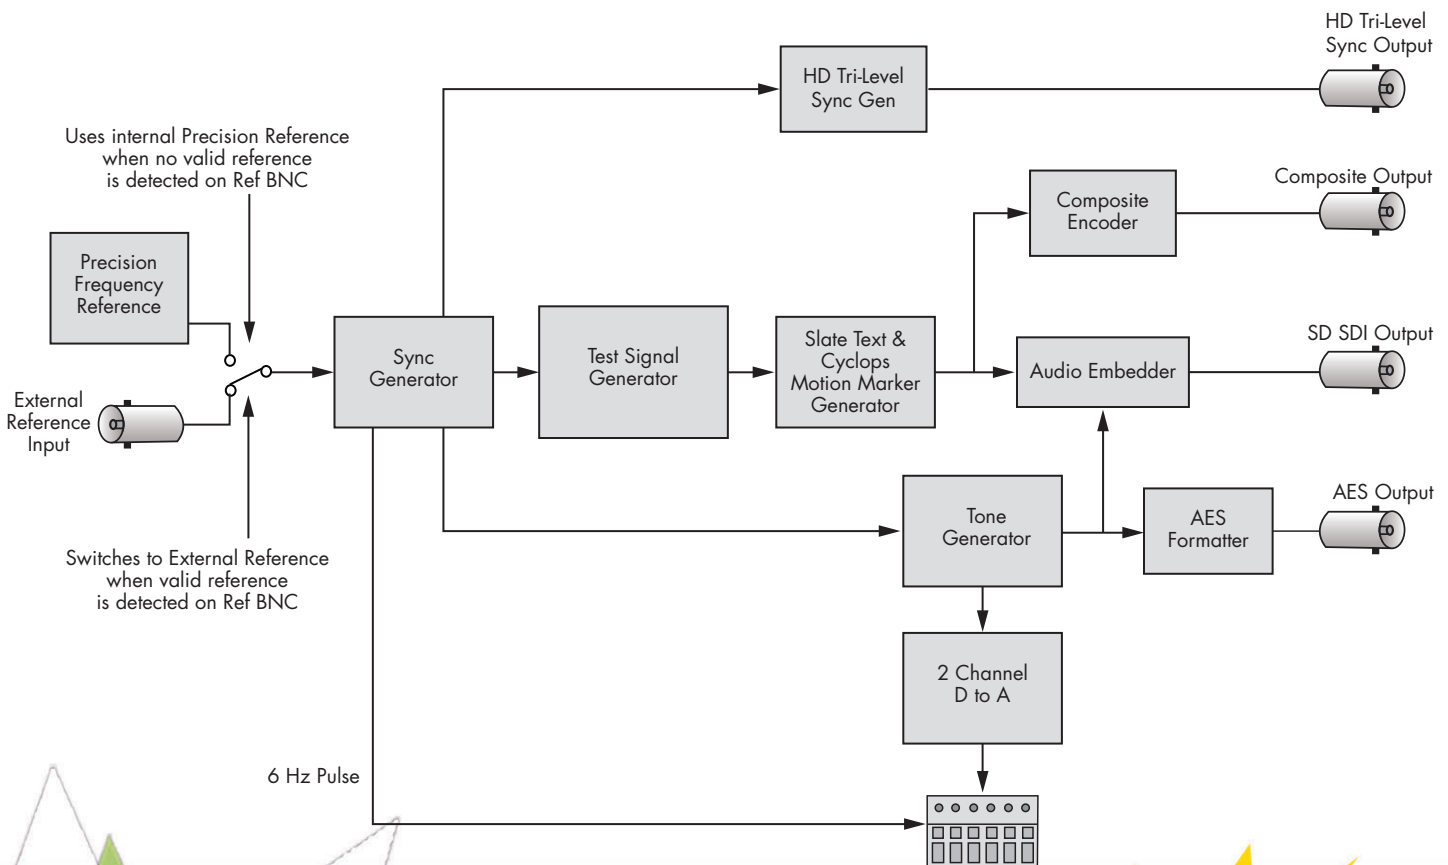 HD Tri-Level
Sync Output
HD Tri-Level
Sync Gen
Uses internal Precision Reference
when no valid reference
is detected on Ref BNC
Composite Output
Composite
Encoder
Precision
Frequency
Reference
Sync
Generator
Test Signal
Generator
Slate Text &
Cyclops
Motion Marker
Generator
SD SDI Output
Audio Embedder
External
Reference
Input
AES Output
Tone
Generator
AES
Formatter
Switches to External Reference
when valid reference
is detected on Ref BNC
2 Channel
D to A
6 Hz Pulse